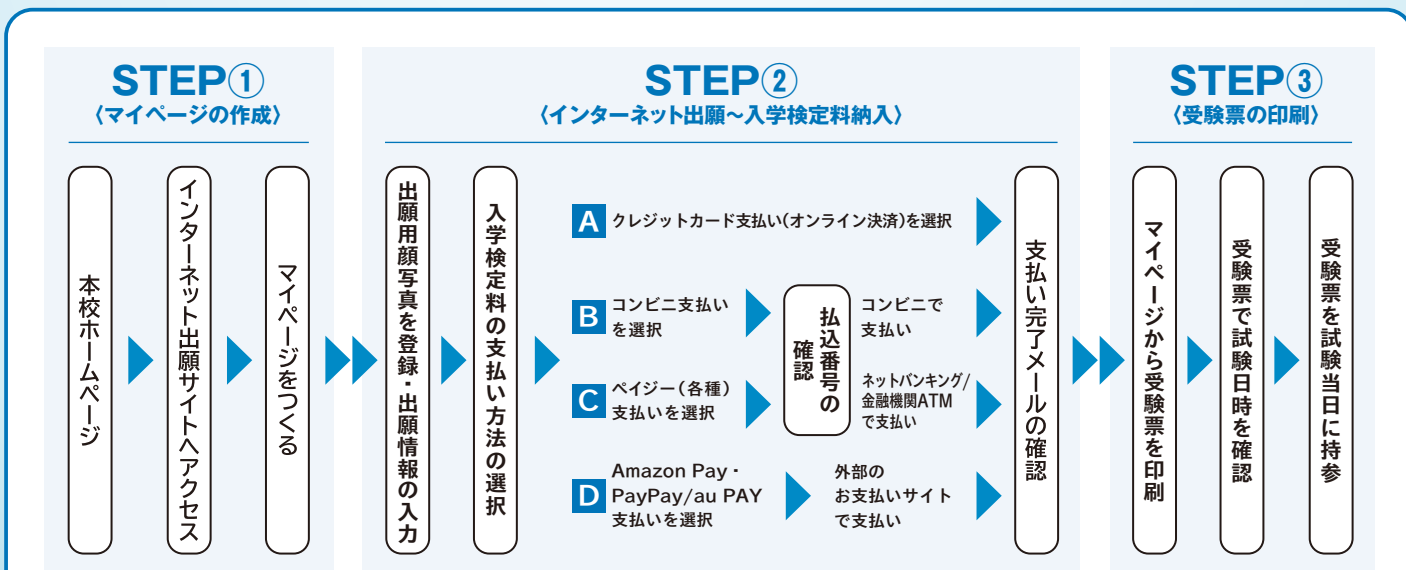 STEP①
〈マイページの作成〉
本校ホームページ
インターネット出願サイトへアクセス
マイページをつくる
STEP②
〈インターネット出願～入学検定料納入〉
出願用顔写真を登録・出願情報の入力
入学検定料の支払い方法の選択
A クレジットカード支払い(オンライン決済)を選択
B コンビニ支払い
を選択
C ペイジー(各種)
支払いを選択
払込番号の
確認
コンビニで
支払い
ネットバンキング/
金融機関ATM
で支払い
D Amazon Pay・
PayPay/au PAY
支払いを選択
外部の
お支払いサイト
で支払い
支払い完了メールの確認
STEP③
〈受験票の印刷〉
マイページから受験票を印刷
受験票で試験日時を確認
受験票を試験当日に持参